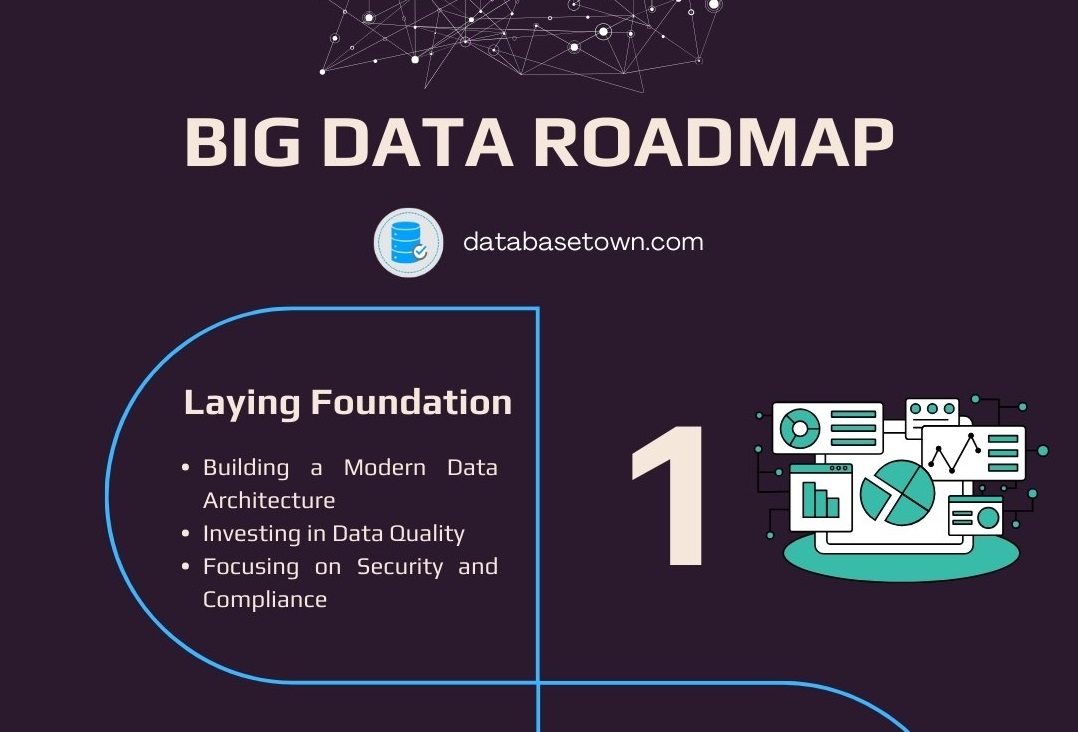 BIG DATA ROADMAP
databasetown.com
Laying Foundation
• Building a Modern Data
Architecture
• Investing in Data Quality
• Focusing on Security and
Compliance
1